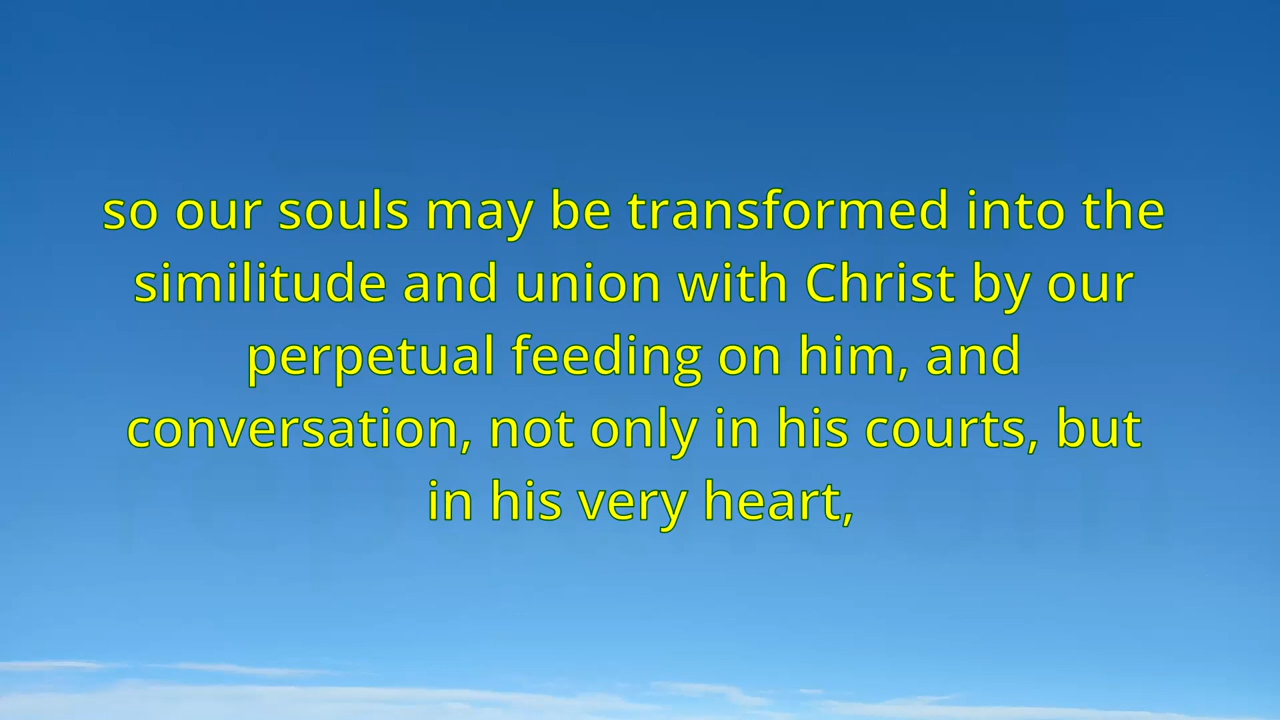 so our souls may be transformed into the
similitude and union with Christ by our
perpetual feeding on him, and
conversation, not only in his courts, but
in his very heart,